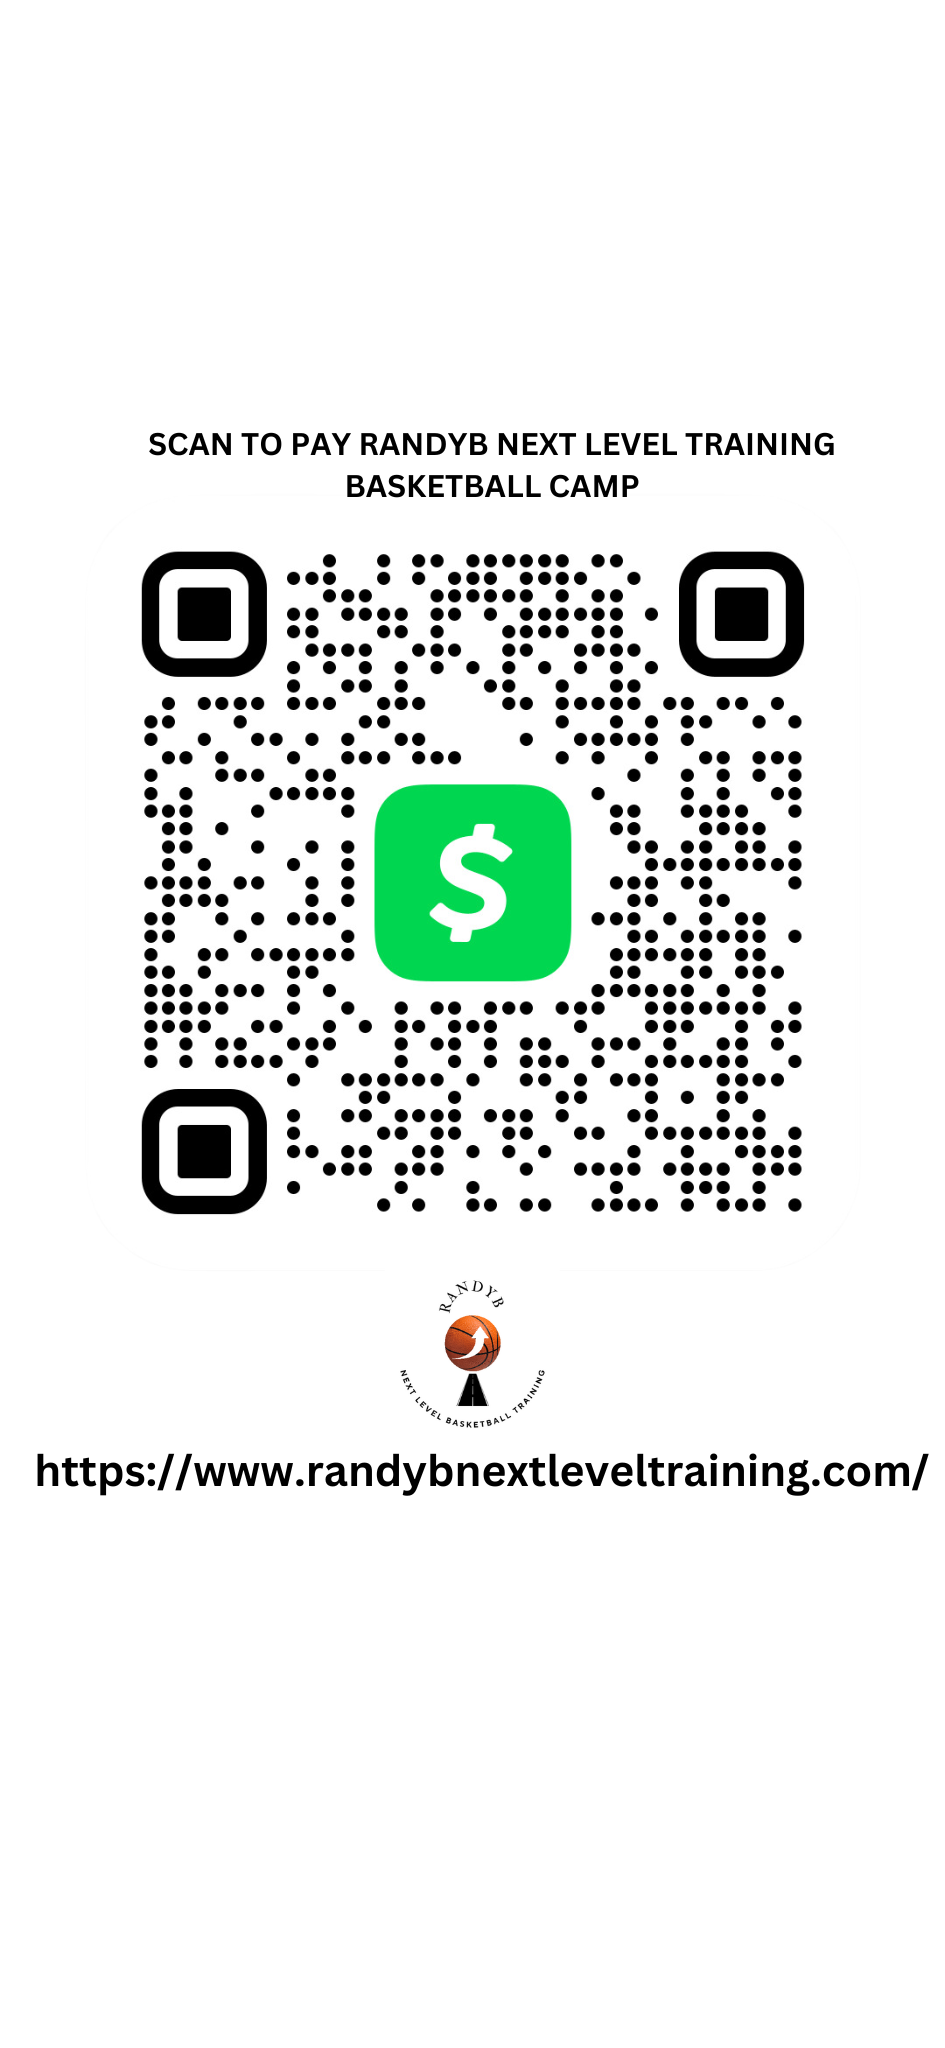 SCAN TO PAY RANDYB NEXT LEVEL TRAINING
BASKETBALL CAMP
$
RANDYB
NEXT LEVEL BASKETBALL TRAINING
https://www.randybnextleveltraining.com/